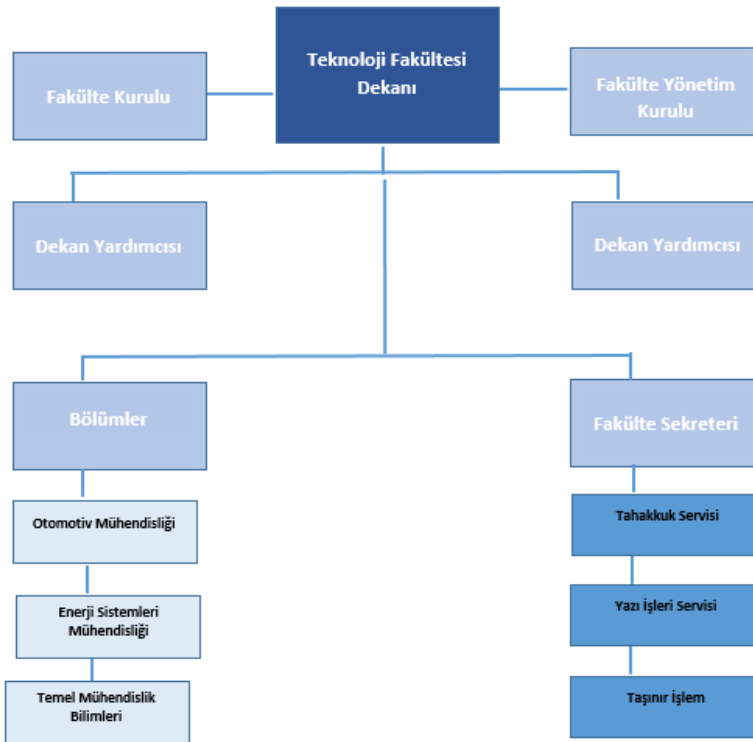 Teknoloji Fakültesi
Dekanı
Fakülte Kurulu
Fakülte Yönetim
Kurulu
Dekan Yardımcısı
Dekan Yardımcısı
Bölümler
Fakülte Sekreteri
Otomotiv Mühendisliği
Tahakkuk Servisi
Enerji Sistemleri
Mühendisliği
Yazı İşleri Servisi
Temel Mühendislik
Bilimleri
Taşınır İşlem